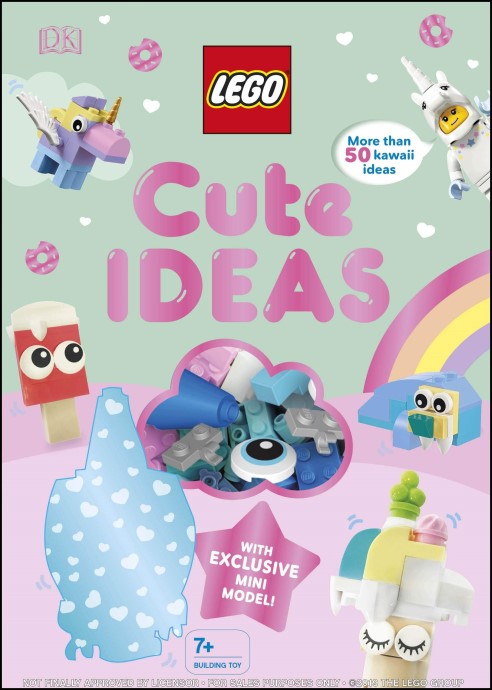 DK
LEGO
More than
50 kawaii
ideas
Cute
IDEAS
WITH
EXCLUSIVE
MINI
MODEL!
7+
BUILDING TOY
NOT FINALLY APPROVED BY LICENSOR • FOR SALES PURPOSES ONLY • ©2019 THE LEGO GROUP